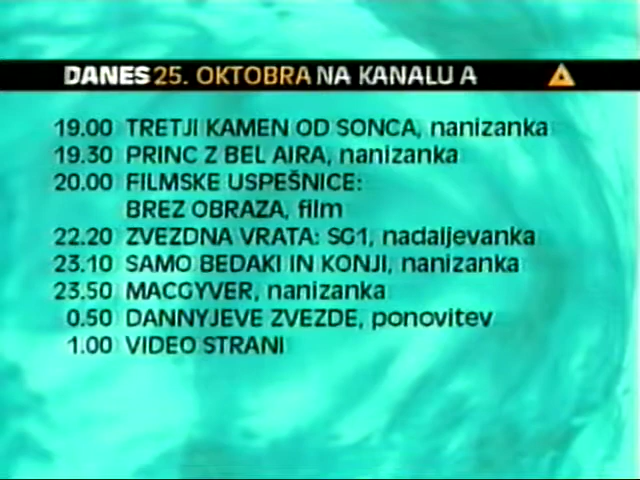 DANES 25. OKTOBRA NA KANALU A
19.00 TRETJI KAMEN OD SONCA, nanizanka
19.30 PRINC Z BEL AIRA, nanizanka
20.00 FILMSKE USPEŠNICE:
BREZ OBRAZA, film
22.20 ZVEZDNA VRATA: SG1, nadaljevanka
23.10 SAMO BEDAKI IN KONJI, nanizanka
23.50 MACGYVER, nanizanka
0.50 DANNYJEVE ZVEZDE, ponovitev
1.00 VIDEO STRANI